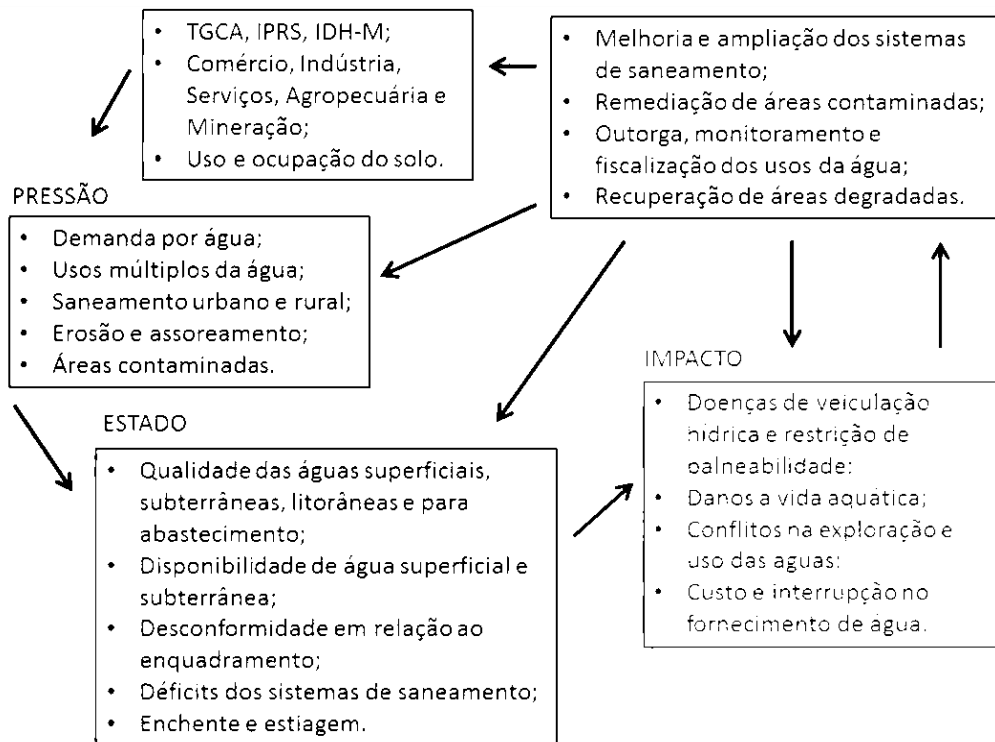 • TGCA, IPRS, IDH-M;
• Comércio, Indústria,
Serviços, Agropecuária e
Mineração;
• Uso e ocupação do solo.
• Melhoria e ampliação dos sistemas
de saneamento;
• Remediação de áreas contaminadas;
• Outorga, monitoramento e
fiscalização dos usos da água;
• Recuperação de áreas degradadas.
PRESSÃO
• Demanda por água;
• Usos múltiplos da água;
• Saneamento urbano e rural;
• Erosão e assoreamento;
• Áreas contaminadas.
ESTADO
• Qualidade das águas superficiais,
subterrâneas, litorâneas e para
abastecimento;
• Disponibilidade de água superficial e
subterrânea;
• Desconformidade em relação ao
enquadramento;
• Déficits dos sistemas de saneamento;
• Enchente e estiagem.
IMPACTO
• Doenças de veiculação
hídrica e restrição de
balneabilidade:
• Danos a vida aquática;
• Conflitos na exploração e
uso das aguas:
• Custo e interrupção no
fornecimento de água.